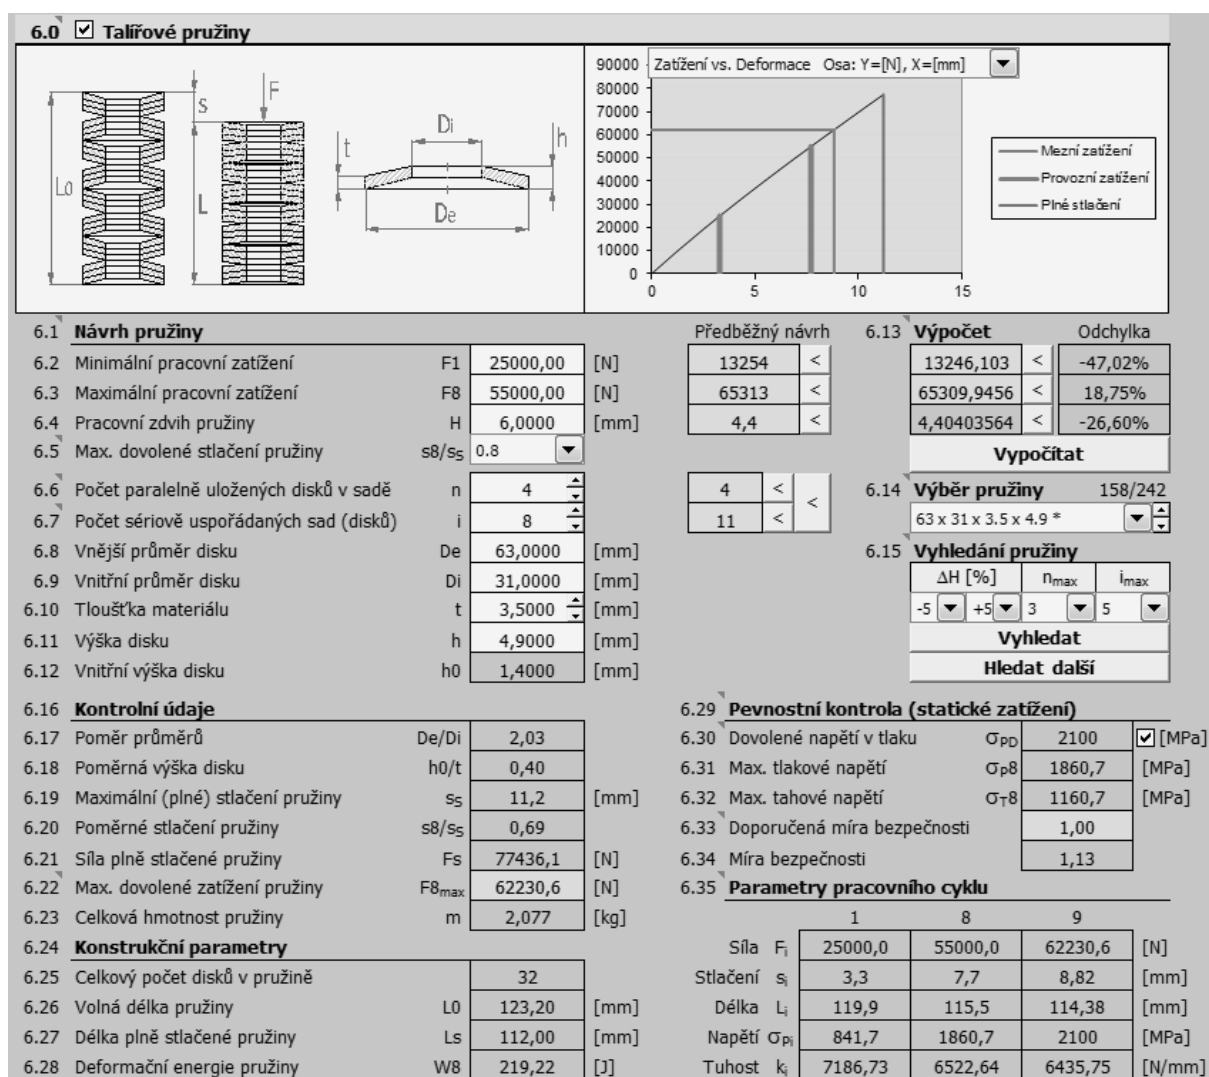 6.0 Talířové pružiny
90000 Zatížení vs. Deformace Osa: Y=[N], X=[mm]
80000
70000
60000
50000
40000
30000
20000
10000
0
0 5 10 15
Mezní zatížení
Provozní zatížení
Plné stlačení
s F
L0 L
t Di h
De
6.1 Návrh pružiny Předběžný návrh 6.13 Výpočet Odchylka
6.2 Minimální pracovní zatížení F1 25000,00 [N] 13254 < 13246,103 < -47,02%
6.3 Maximální pracovní zatížení F8 55000,00 [N] 65313 < 65309,9456 < 18,75%
6.4 Pracovní zdvih pružiny H 6,0000 [mm] 4,4 < 4,40403564 < -26,60%
6.5 Max. dovolené stlačení pružiny s8/sS 0.8 Vypočítat
6.6 Počet paralelně uložených disků v sadě n 4 4 < < 6.14 Výběr pružiny 158/242
6.7 Počet sériově uspořádaných sad (disků) i 8 11 < 63 x 31 x 3.5 x 4.9 *
6.8 Vnější průměr disku De 63,0000 [mm] 6.15 Vyhledání pružiny
6.9 Vnitřní průměr disku Di 31,0000 [mm] ΔH [%] nmax imax
6.10 Tloušťka materiálu t 3,5000 [mm] -5 +5 3 5
6.11 Výška disku h 4,9000 [mm] Vyhledat
6.12 Vnitřní výška disku h0 1,4000 [mm] Hledat další
6.16 Kontrolní údaje 6.29 Pevnostní kontrola (statické zatížení)
6.17 Poměr průměrů De/Di 2,03 6.30 Dovolené napětí v tlaku σPD 2100 [MPa]
6.18 Poměrná výška disku h0/t 0,40 6.31 Max. tlakové napětí σP8 1860,7 [MPa]
6.19 Maximální (plné) stlačení pružiny sS 11,2 [mm] 6.32 Max. tahové napětí σT8 1160,7 [MPa]
6.20 Poměrné stlačení pružiny s8/sS 0,69 6.33 Doporučená míra bezpečnosti 1,00
6.21 Síla plně stlačené pružiny Fs 77436,1 [N] 6.34 Míra bezpečnosti 1,13
6.22 Max. dovolené zatížení pružiny F8max 62230,6 [N] 6.35 Parametry pracovního cyklu
6.23 Celková hmotnost pružiny m 2,077 [kg] 1 8 9
6.24 Konstrukční parametry Síla Fi 25000,0 55000,0 62230,6 [N]
6.25 Celkový počet disků v pružině 32 Stlačení si 3,3 7,7 8,82 [mm]
6.26 Volná délka pružiny L0 123,20 [mm] Délka Li 119,9 115,5 114,38 [mm]
6.27 Délka plně stlačené pružiny Ls 112,00 [mm] Napětí σPi 841,7 1860,7 2100 [MPa]
6.28 Deformační energie pružiny W8 219,22 [J] Tuhost ki 7186,73 6522,64 6435,75 [N/mm]